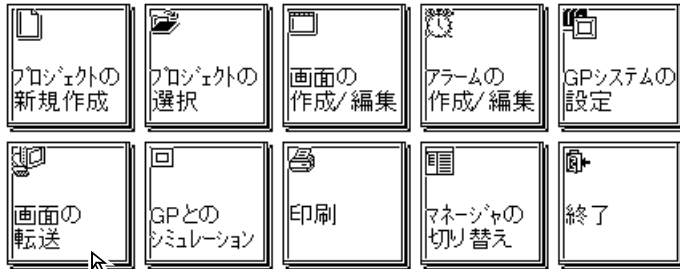 プロジェクトの
新規作成
プロジェクトの
選択
画面の
作成/編集
アラームの
作成/編集
GPシステムの
設定
画面の
転送
GPとの
シミュレーション
印刷
マネージャの
切り替え
終了